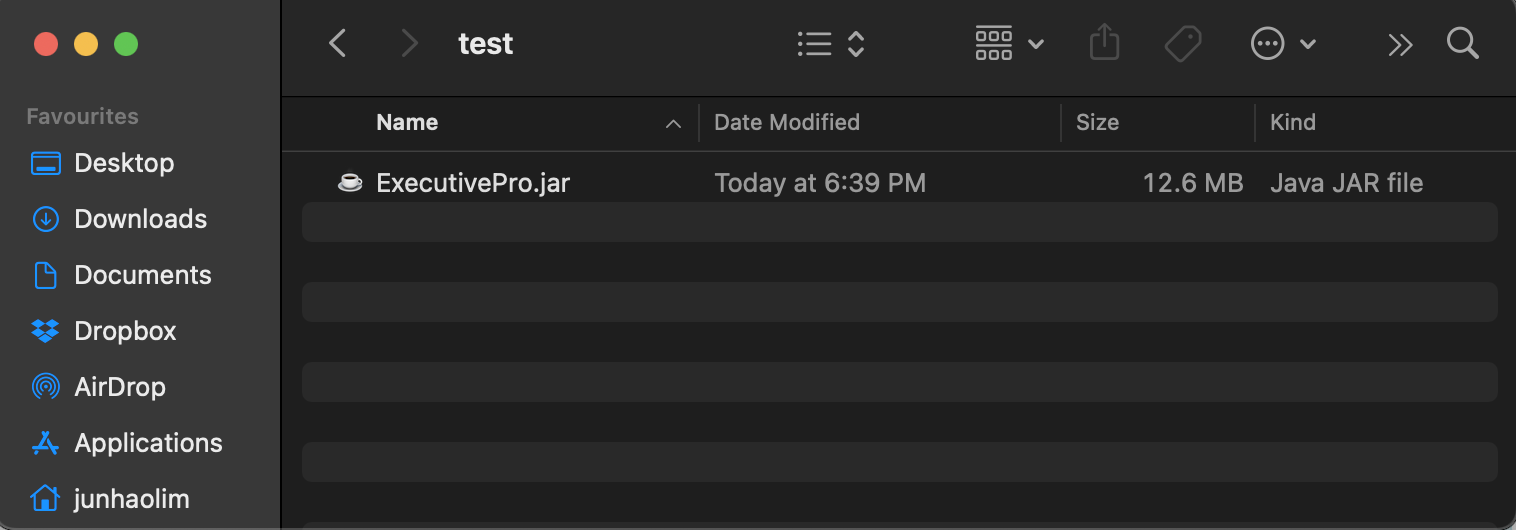 test
Favourites
Desktop
Downloads
Documents
Dropbox
AirDrop
Applications
junhaolim
Name Date Modified Size Kind
ExecutivePro.jar Today at 6:39 PM 12.6 MB Java JAR file